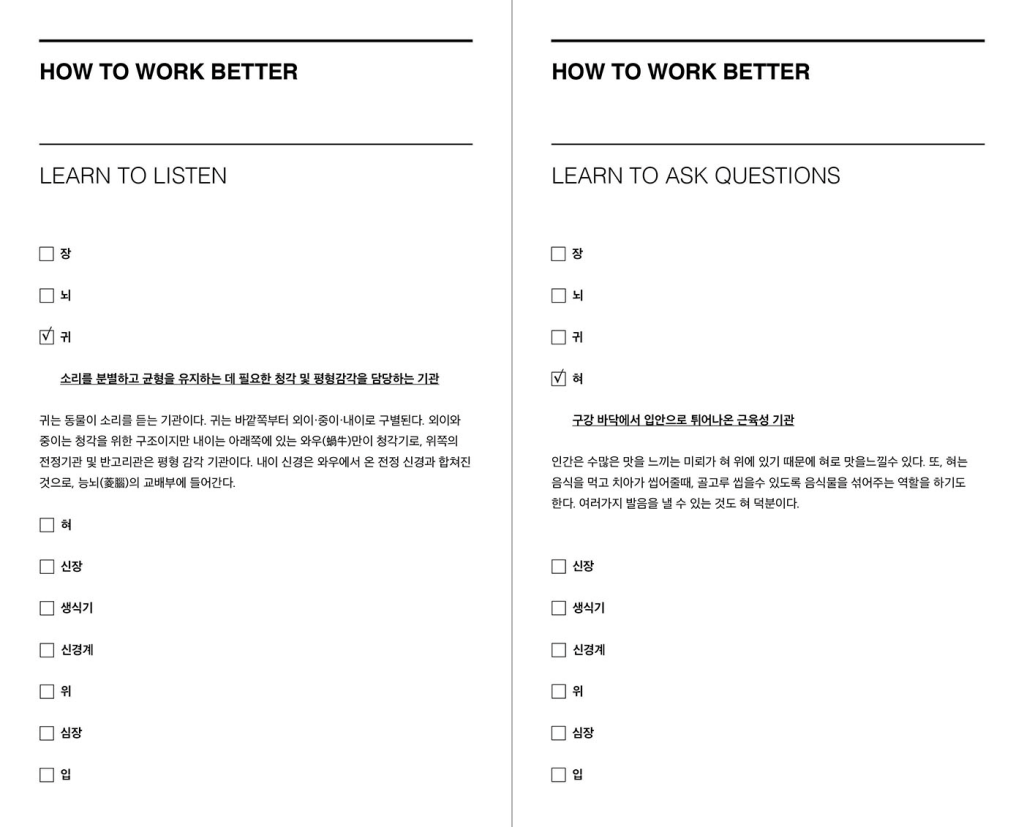 HOW TO WORK BETTER
LEARN TO LISTEN
장
뇌
귀
소리를 분별하고 균형을 유지하는 데 필요한 청각 및 평형감각을 담당하는 기관
귀는 동물이 소리를 듣는 기관이다. 귀는 바깥쪽부터 외이·중이·내이로 구별된다. 외이와
중이는 청각을 위한 구조이지만 내이는 아래쪽에 있는 와우(蝸牛)만이 청각기로, 위쪽의
전정기관 및 반고리관은 평형 감각 기관이다. 내이 신경은 와우에서 온 전정 신경과 합쳐진
것으로, 능뇌(菱腦)의 교배부에 들어간다.
혀
신장
생식기
신경계
위
심장
입
HOW TO WORK BETTER
LEARN TO ASK QUESTIONS
장
뇌
귀
혀
구강 바닥에서 입안으로 튀어나온 근육성 기관
인간은 수많은 맛을 느끼는 미뢰가 혀 위에 있기 때문에 혀로 맛을느낄수 있다. 또, 혀는
음식을 먹고 치아가 씹어줄때, 골고루 씹을수 있도록 음식물을 섞어주는 역할을 하기도
한다. 여러가지 발음을 낼 수 있는 것도 혀 덕분이다.
신장
생식기
신경계
위
심장
입